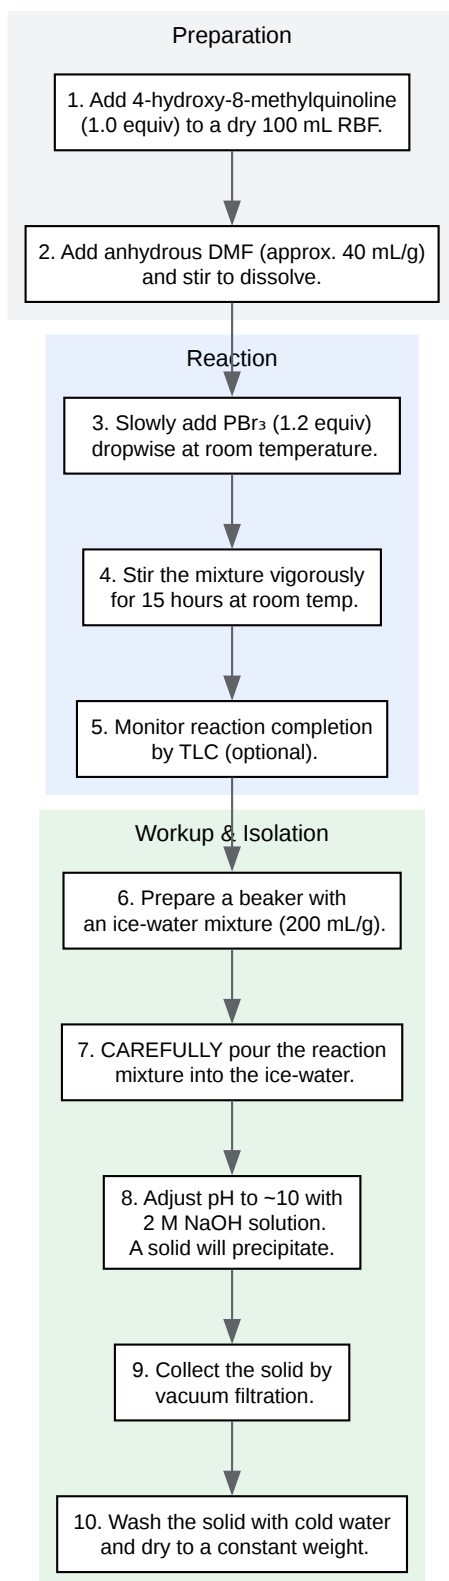 Preparation
1. Add 4-hydroxy-8-methylquinoline
(1.0 equiv) to a dry 100 mL RBF.
2. Add anhydrous DMF (approx. 40 mL/g)
and stir to dissolve.
Reaction
3. Slowly add PBr₃ (1.2 equiv)
dropwise at room temperature.
4. Stir the mixture vigorously
for 15 hours at room temp.
5. Monitor reaction completion
by TLC (optional).
Workup & Isolation
6. Prepare a beaker with
an ice-water mixture (200 mL/g).
7. CAREFULLY pour the reaction
mixture into the ice-water.
8. Adjust pH to ~10 with
2 M NaOH solution.
A solid will precipitate.
9. Collect the solid by
vacuum filtration.
10. Wash the solid with cold water
and dry to a constant weight.